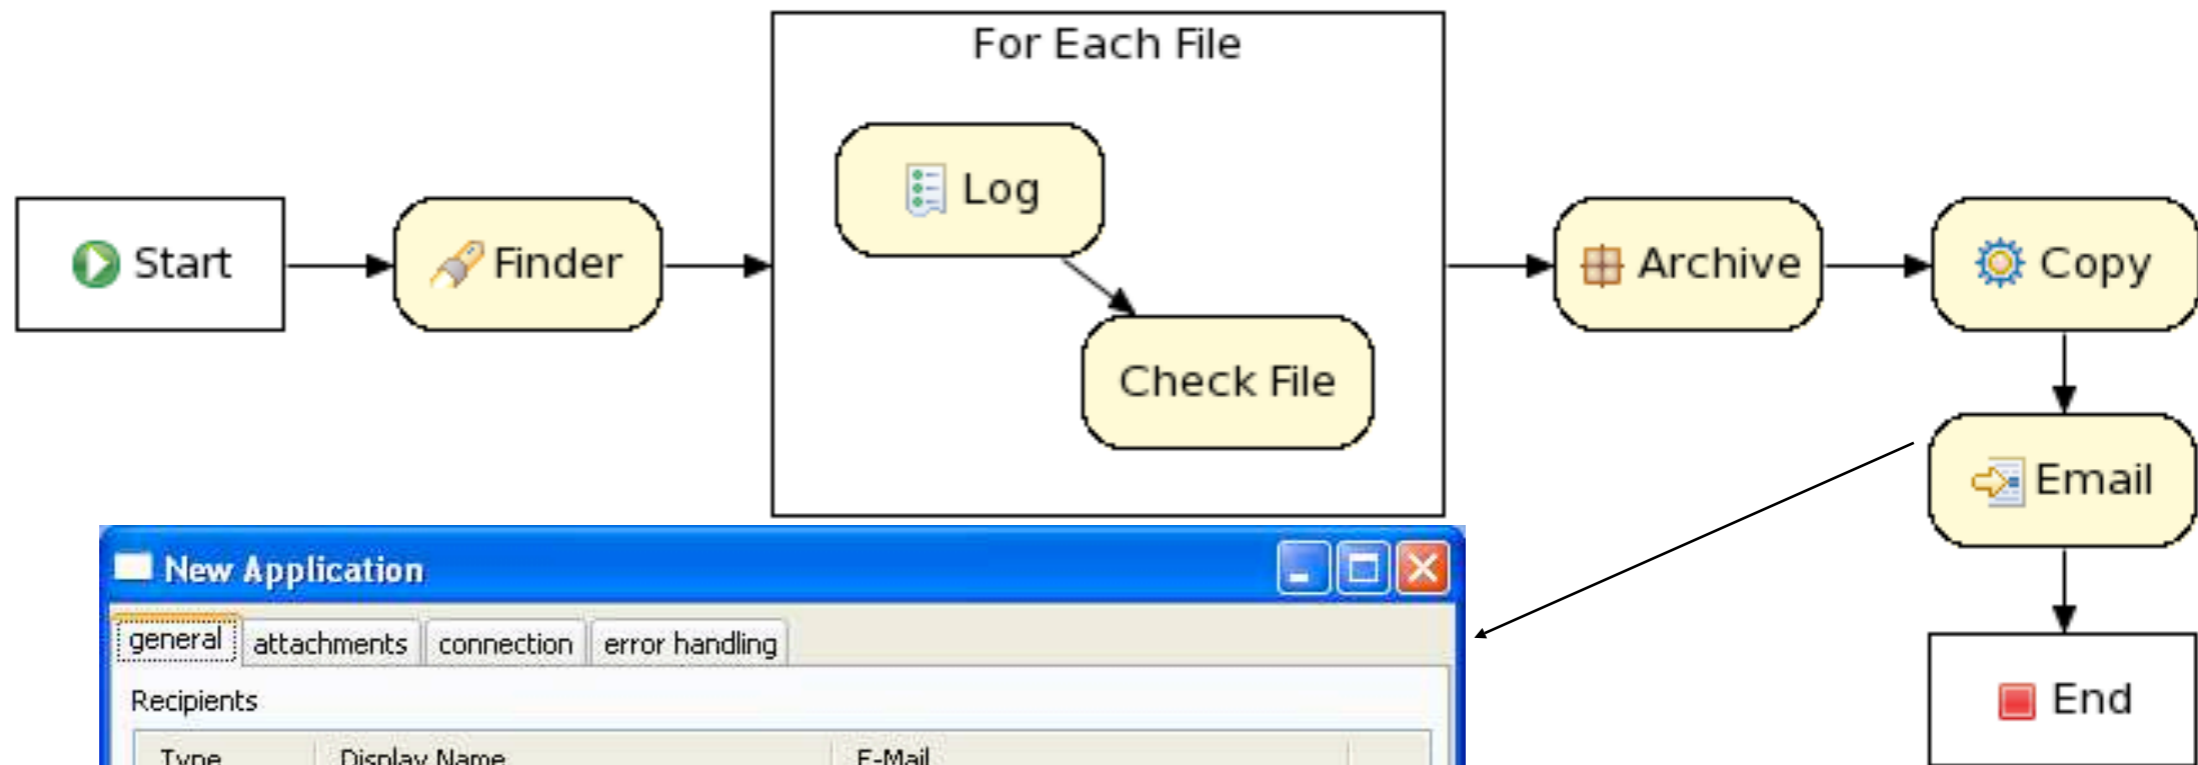 For Each File
Log
Start
Finder
Archive
Copy
Check File
Email
New Application
general
attachments
connection
error handling
Recipients
End
Type
Display Name
E-Mail